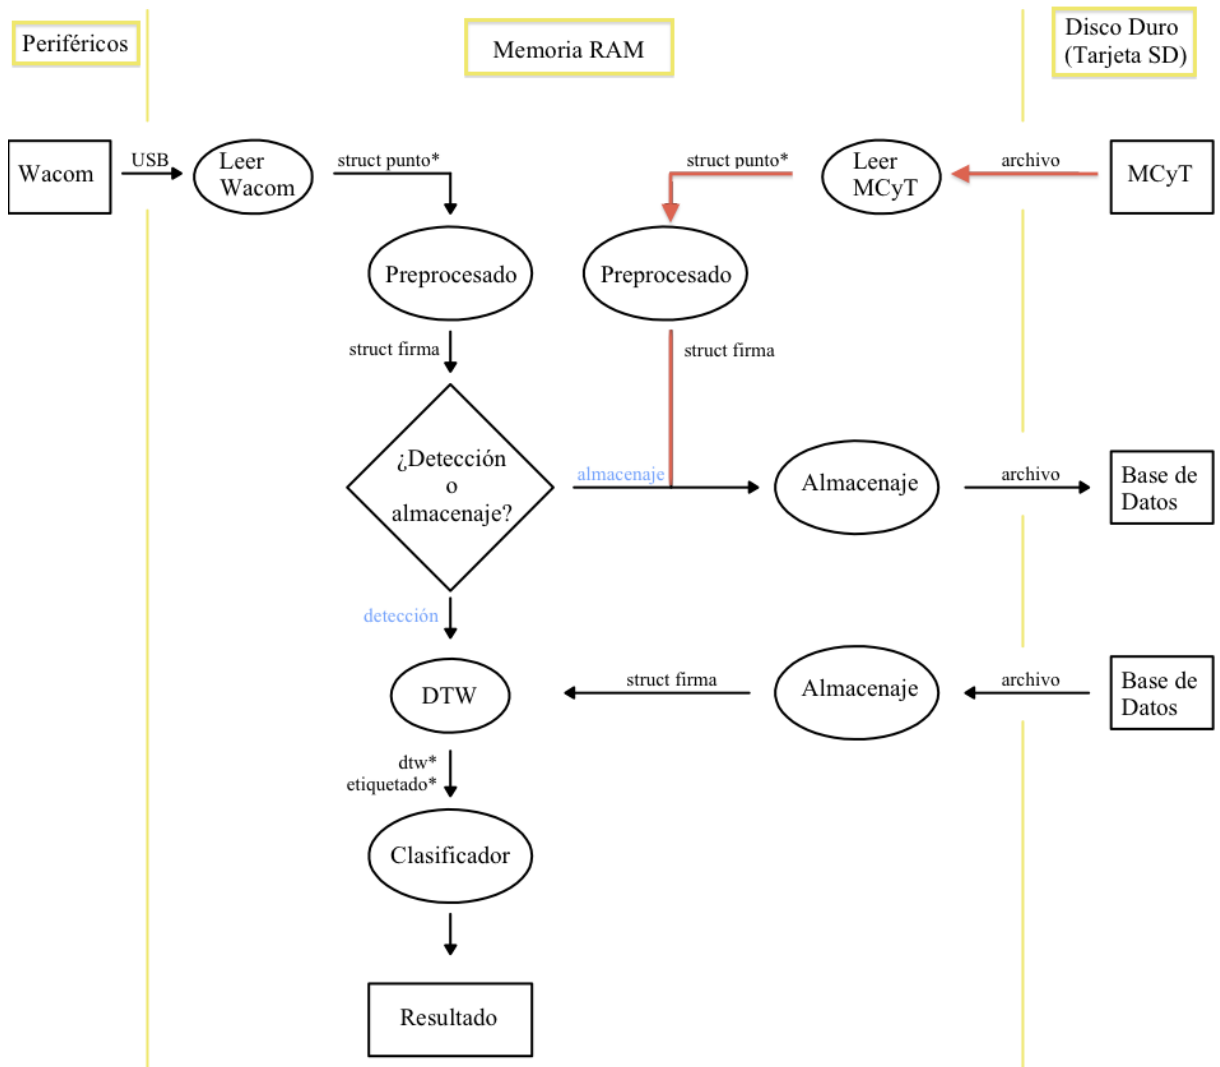 Periféricos
Memoria RAM
Disco Duro
(Tarjeta SD)
Wacom
USB
Leer
Wacom
struct punto*
struct punto*
Leer
MCyT
archivo
MCyT
Preprocesado
Preprocesado
struct firma
struct firma
¿Detección
o
almacenaje?
almacenaje
Almacenaje
archivo
Base de
Datos
detección
DTW
struct firma
Almacenaje
archivo
Base de
Datos
dtw*
etiquetado*
Clasificador
Resultado